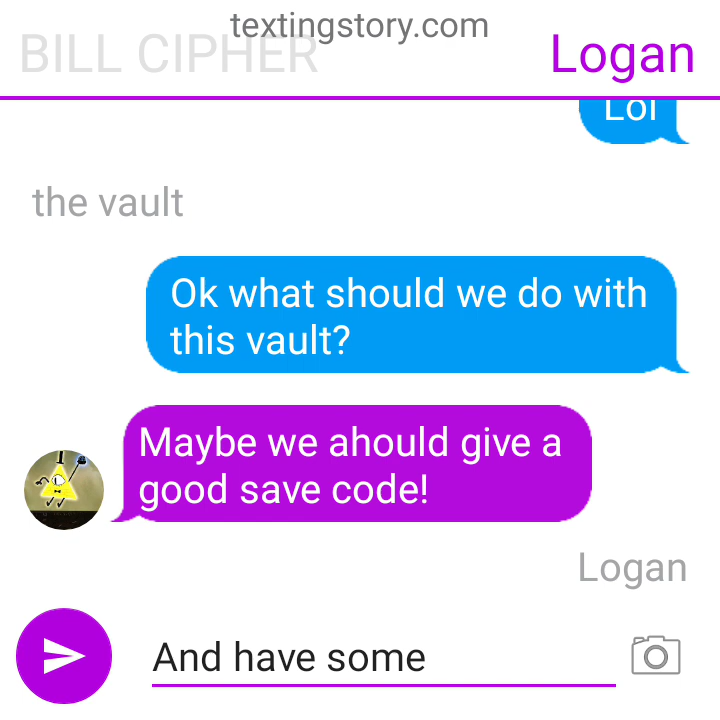 textingstory.com
BILL CIPHER Logan
Lol
the vault
Ok what should we do with
this vault?
Maybe we ahould give a
good save code!
Logan
And have some